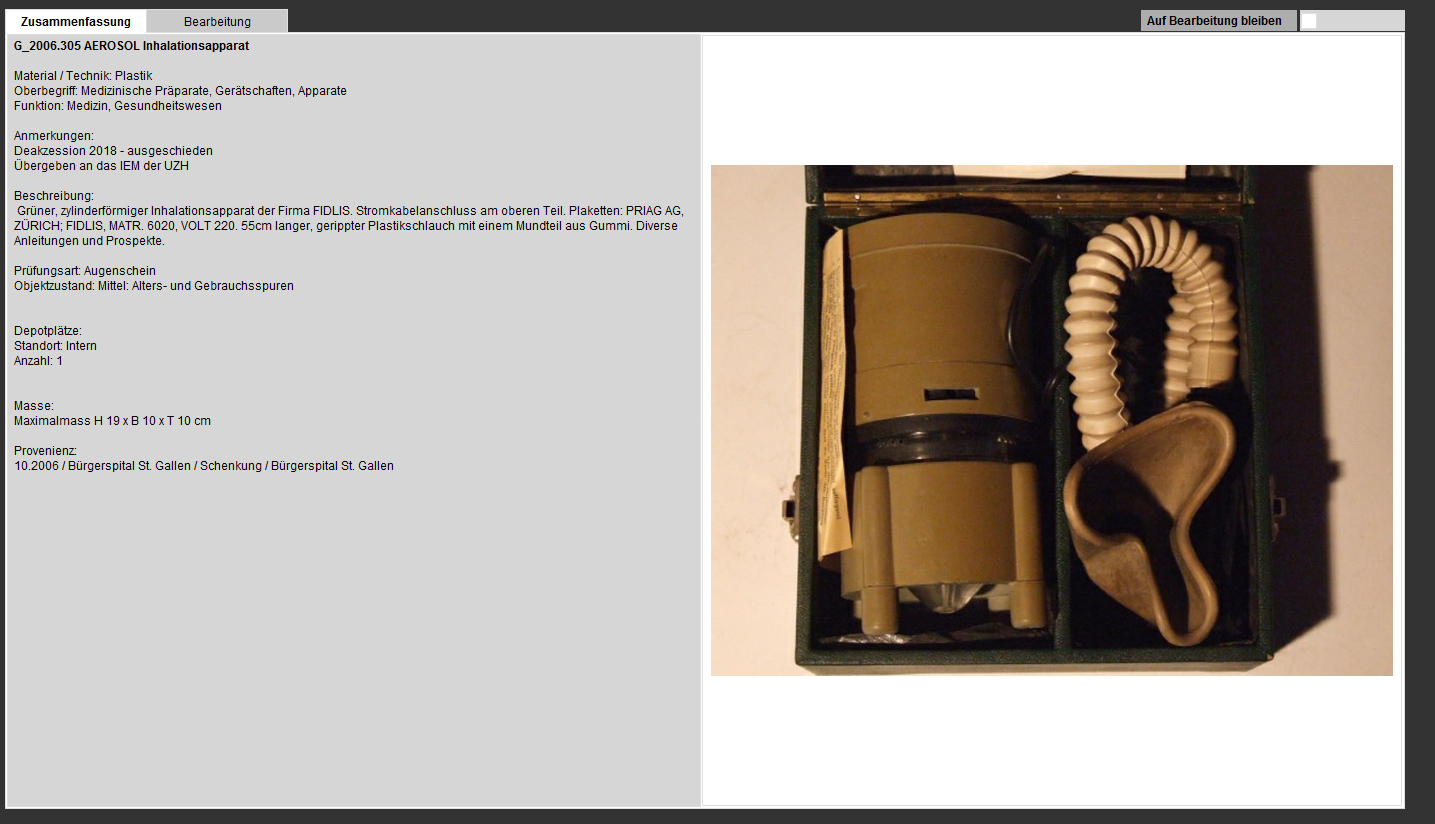 Zusammenfassung
Bearbeitung
Auf Bearbeitung bleiben
G_2006.305 AEROSOL Inhalationsapparat
Material / Technik: Plastik
Oberbegriff: Medizinische Präparate, Gerätschaften, Apparate
Funktion: Medizin, Gesundheitswesen
Anmerkungen:
Deakzession 2018 - ausgeschieden
Übergeben an das IEM der UZH
Beschreibung:
Grüner, zylinderförmiger Inhalationsapparat der Firma FIDLIS. Stromkabelanschluss am oberen Teil. Plaketten: PRIAG AG,
ZÜRICH; FIDLIS, MATR. 6020, VOLT 220. 55cm langer, gerippter Plastikschlauch mit einem Mundteil aus Gummi. Diverse
Anleitungen und Prospekte.
Prüfungsart: Augenschein
Objektzustand: Mittel: Alters- und Gebrauchsspuren
Depotplätze:
Standort: Intern
Anzahl: 1
Masse:
Maximalmass H 19 x B 10 x T 10 cm
Provenienz:
10.2006 / Bürgerspital St. Gallen / Schenkung / Bürgerspital St. Gallen